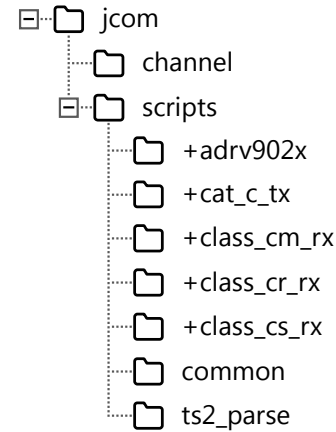 jcom
channel
scripts
+adrv902x
+cat_c_tx
+class_cm_rx
+class_cr_rx
+class_cs_rx
common
ts2_parse